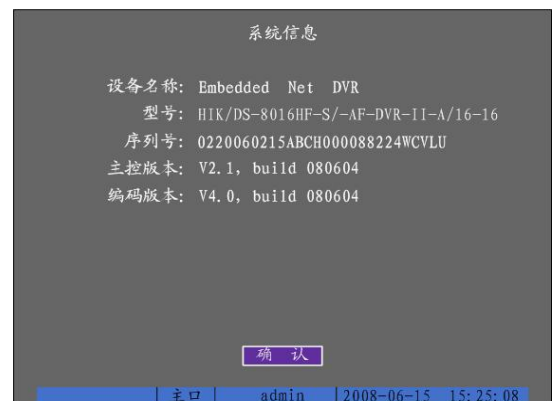 系统信息
设备名称: Embedded Net DVR
型号: HIK/DS-8016HF-S/-AF-DVR-II-A/16-16
序列号: 0220060215ABCH000088224WCVLU
主控版本: V2.1, build 080604
编码版本: V4.0, build 080604
确 认
主口 admin 2008-06-15 15:25:08